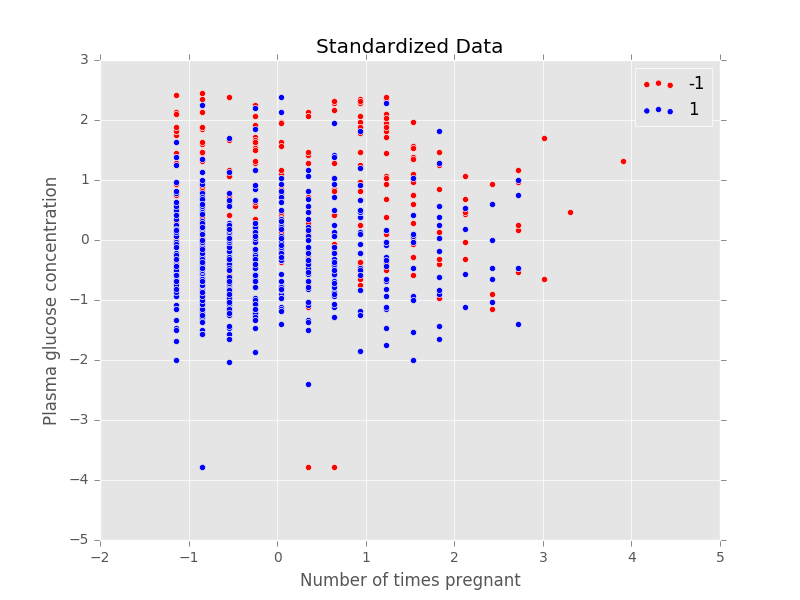 Standardized Data
-1
1
3
2
1
0
−1
−2
−3
−4
−5
Plasma glucose concentration
−2 −1 0 1 2 3 4 5
Number of times pregnant